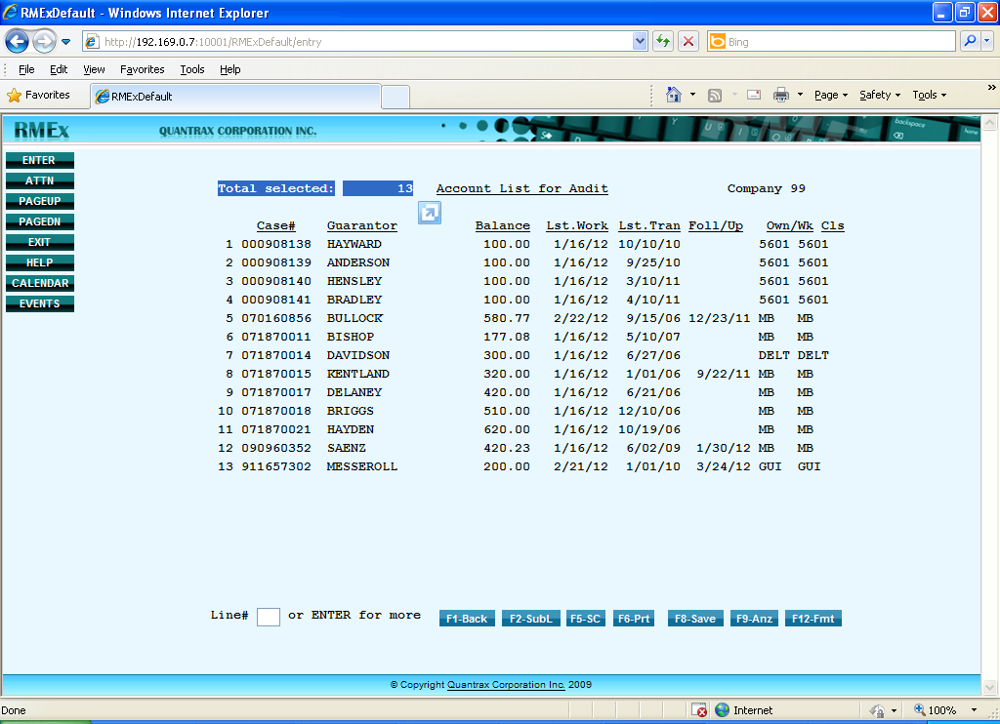 RMExDefault - Windows Internet Explorer
http://192.169.0.7:10001/RMExDefault/entry
Bing
File Edit View Favorites Tools Help
Favorites RMExDefault Page Safety Tools »
RMEx QUANTRAX CORPORATION INC.
backspace
home
ENTER
ATTN
PAGEUP
PAGEDN
EXIT
HELP
CALENDAR
EVENTS
Total selected: 13 Account List for Audit Company 99
Case# Guarantor Balance Lst.Work Lst.Tran Foll/Up Own/Wk Cls
1 000908138 HAYWARD 100.00 1/16/12 10/10/10 5601 5601
2 000908139 ANDERSON 100.00 1/16/12 9/25/10 5601 5601
3 000908140 HENSLEY 100.00 1/16/12 3/10/11 5601 5601
4 000908141 BRADLEY 100.00 1/16/12 4/10/11 5601 5601
5 070160856 BULLOCK 580.77 2/22/12 9/15/06 12/23/11 MB MB
6 071870011 BISHOP 177.08 1/16/12 5/10/07 MB MB
7 071870014 DAVIDSON 300.00 1/16/12 6/27/06 DELT DELT
8 071870015 KENTLAND 320.00 1/16/12 1/01/06 9/22/11 MB MB
9 071870017 DELANEY 420.00 1/16/12 6/21/06 MB MB
10 071870018 BRIGGS 510.00 1/16/12 12/10/06 MB MB
11 071870021 HAYDEN 620.00 1/16/12 10/19/06 MB MB
12 090960352 SAENZ 420.23 1/16/12 6/02/09 1/30/12 MB MB
13 911657302 MESSEROLL 200.00 2/21/12 1/01/10 3/24/12 GUI GUI
Line# or ENTER for more F1-Back F2-SubL F5-SC F6-Prt F8-Save F9-Anz F12-Fmt
© Copyright Quantrax Corporation Inc. 2009
Done Internet 100%